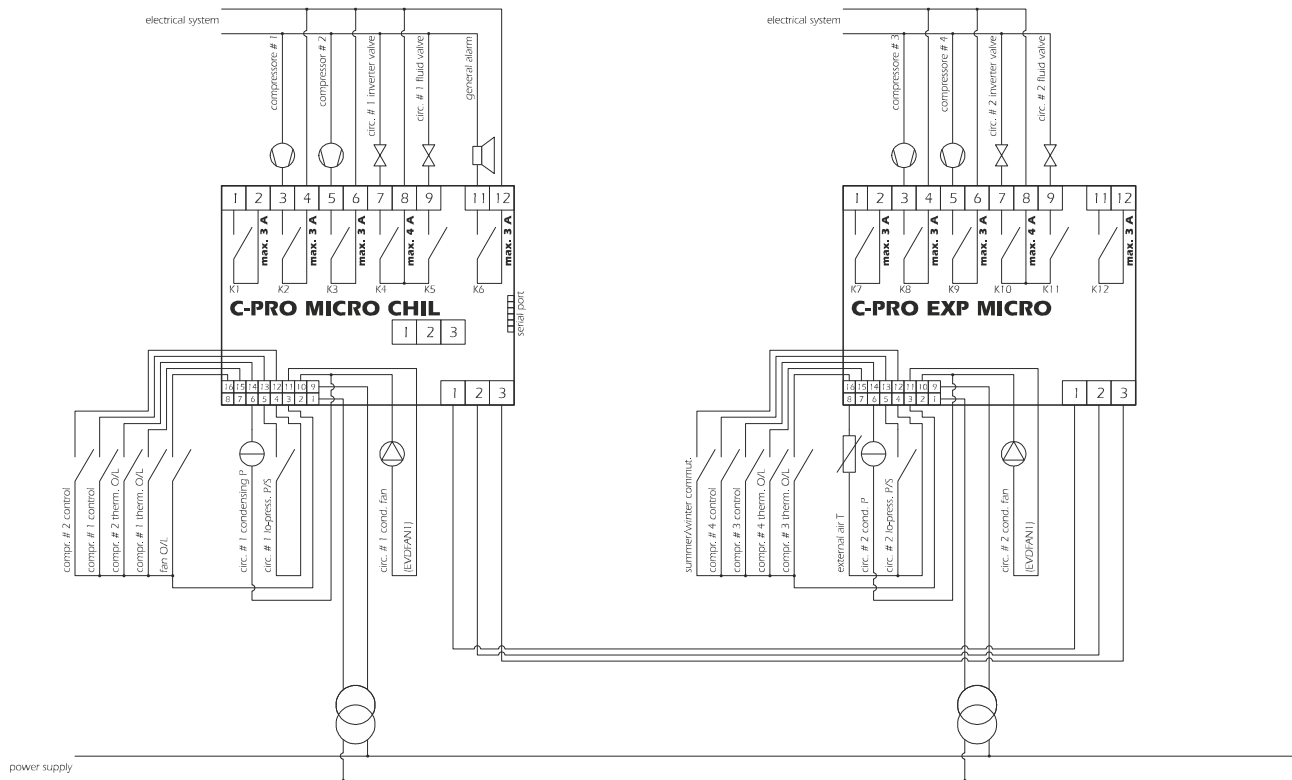 electrical system
compressore # 1
compressor # 2
circ. # 1 inverter valve
circ. # 1 fluid valve
general alarm
1 2 3 4 5 6 7 8 9 11 12
max. 3 A
max. 3 A
max. 3 A
max. 4 A
max. 3 A
K1 K2 K3 K4 K5 K6
C-PRO MICRO CHIL
serial port
1 2 3
16 15 14 13 12 11 10 9
8 7 6 5 4 3 2 1
1 2 3
compr. # 2 control
compr. # 1 control
compr. # 2 therm. O/L
compr. # 1 therm. O/L
fan O/L
circ. # 1 condensing P
circ. # 1 lo-press. P/S
circ. # 1 cond. fan
(EVDFAN1)
electrical system
compressore # 3
compressor # 4
circ. # 2 inverter valve
circ. # 2 fluid valve
1 2 3 4 5 6 7 8 9 11 12
max. 3 A
max. 3 A
max. 3 A
max. 4 A
max. 3 A
K7 K8 K9 K10 K11 K12
C-PRO EXP MICRO
16 15 14 13 12 11 10 9
8 7 6 5 4 3 2 1
1 2 3
summer/winter commut.
compr. # 4 control
compr. # 3 control
compr. # 4 therm. O/L
compr. # 3 therm. O/L
external air T
circ. # 2 cond. P
circ. # 2 lo-press. P/S
circ. # 2 cond. fan
(EVDFAN1)
power supply